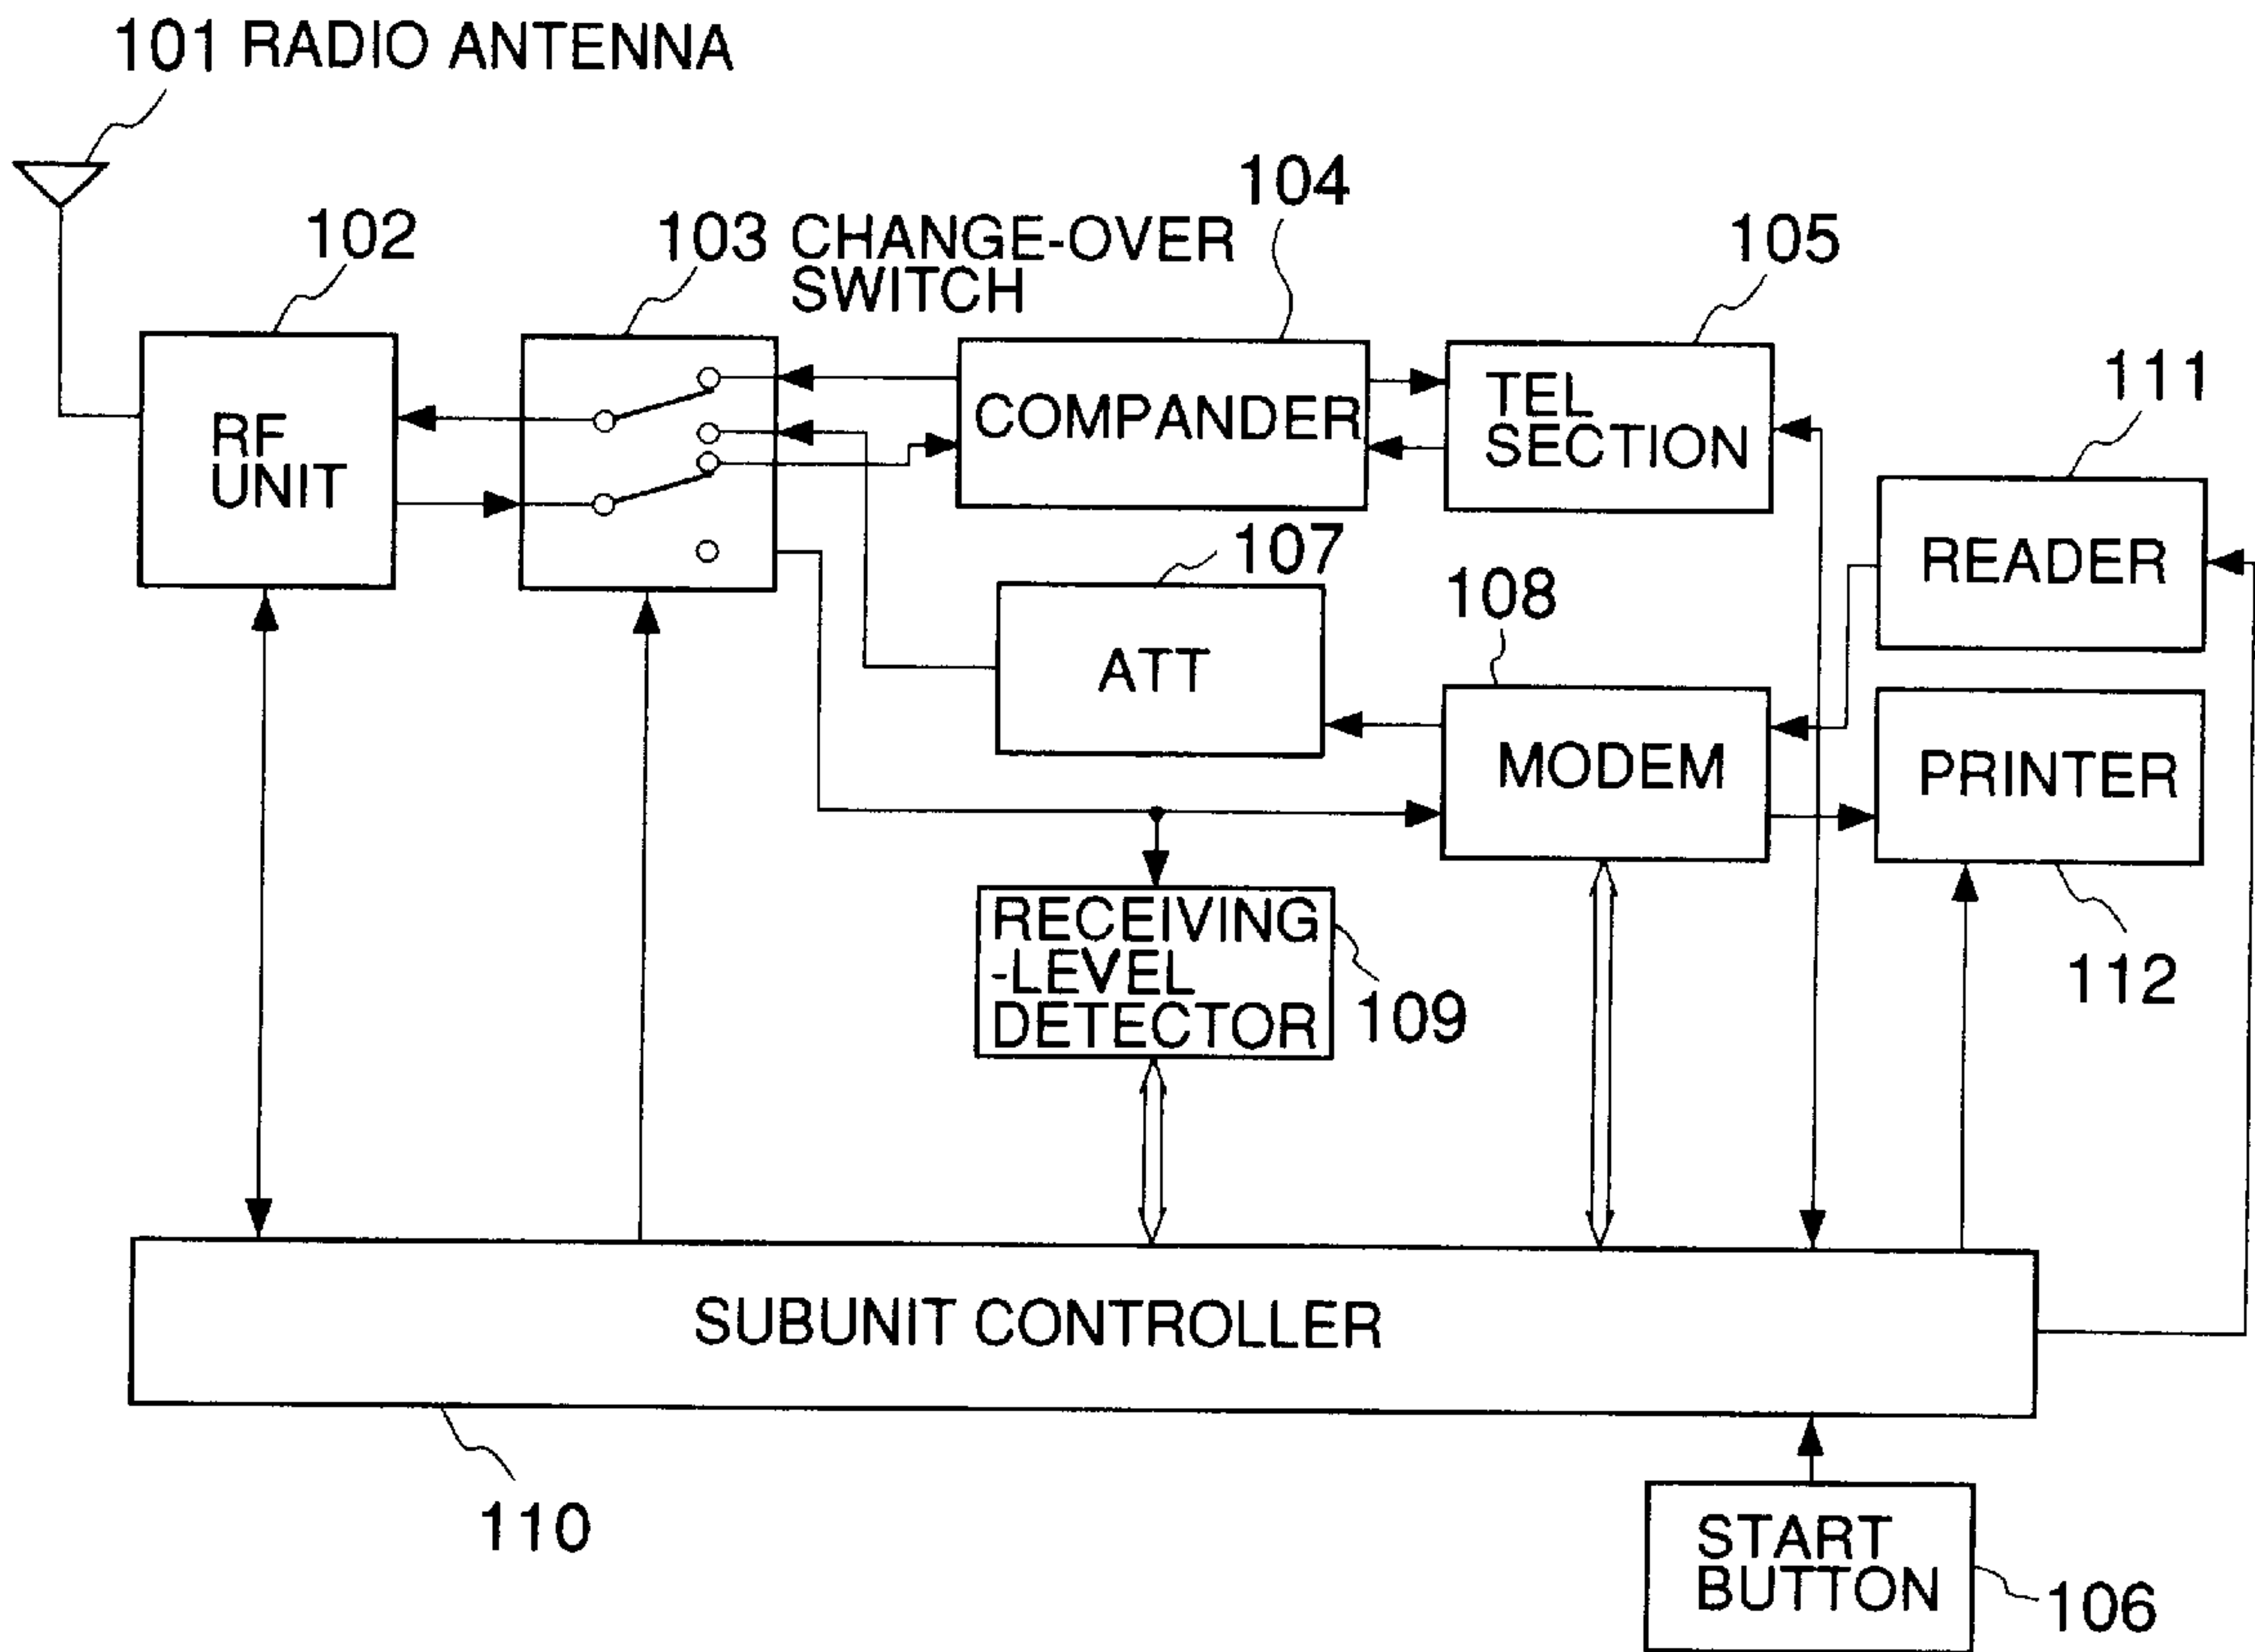 101 RADIO ANTENNA
102
103 CHANGE-OVER
SWITCH
104
105
111
RF
UNIT
COMPANDER
TEL
SECTION
READER
107
ATT
108
MODEM
PRINTER
112
RECEIVING
-LEVEL
DETECTOR
109
SUBUNIT CONTROLLER
110
START
BUTTON
106